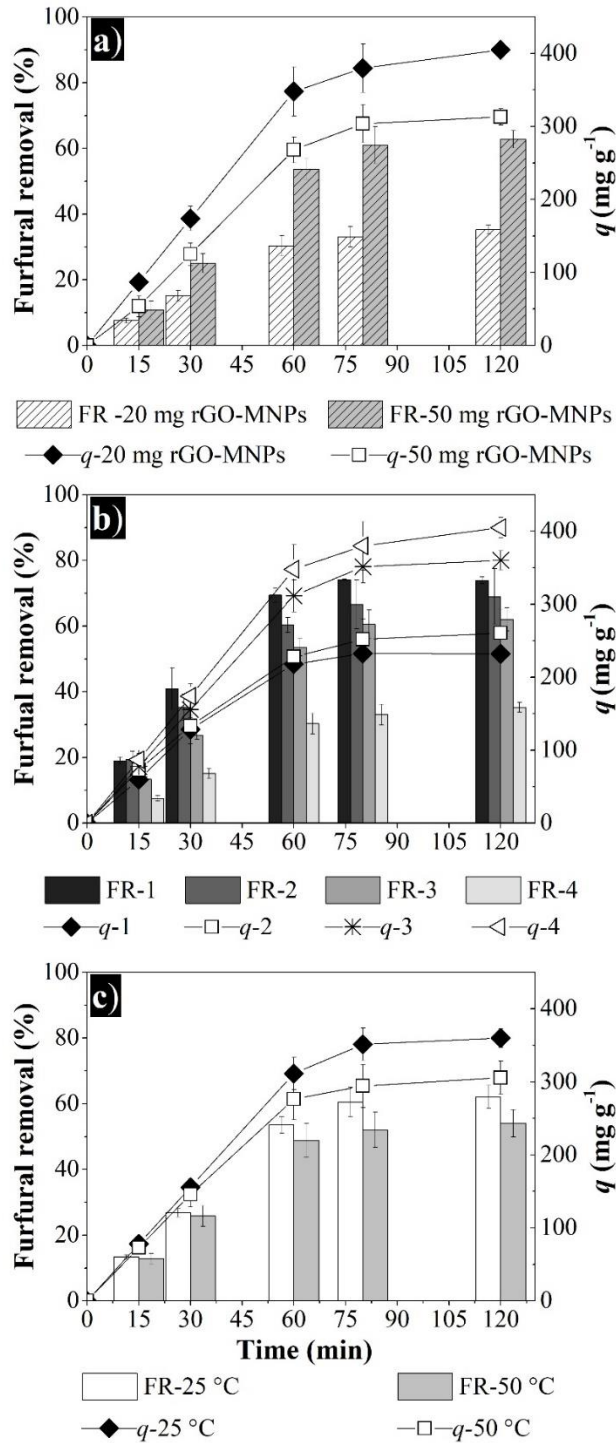 a)
Furfural removal (%)
100
80
60
40
20
0
400
300
200
100
0
q (mg g⁻¹)
0 15 30 45 60 75 90 105 120
FR -20 mg rGO-MNPs FR-50 mg rGO-MNPs
q-20 mg rGO-MNPs q-50 mg rGO-MNPs
b)
Furfual removal (%)
100
80
60
40
20
0
400
300
200
100
0
q (mg g⁻¹)
0 15 30 45 60 75 90 105 120
FR-1 FR-2 FR-3 FR-4
q-1 q-2 q-3 q-4
c)
Furfural removal (%)
100
80
60
40
20
0
400
300
200
100
0
q (mg g⁻¹)
0 15 30 45 60 75 90 105 120
Time (min)
FR-25 °C FR-50 °C
q-25 °C q-50 °C